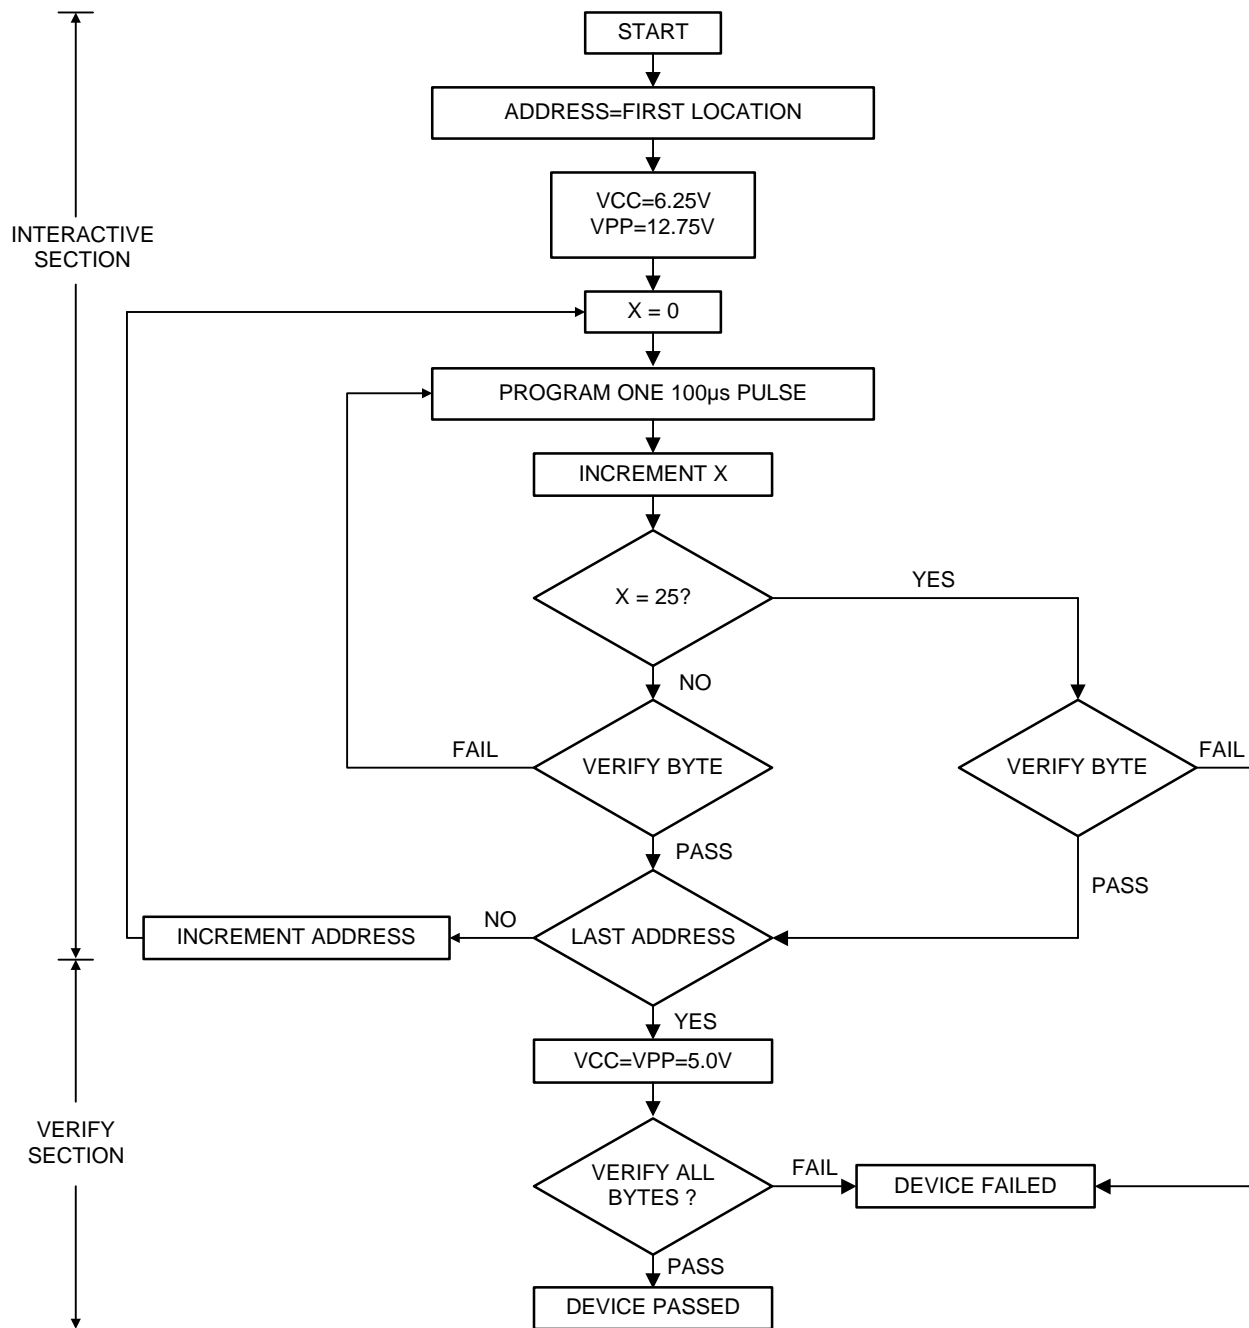 START
ADDRESS=FIRST LOCATION
VCC=6.25V
VPP=12.75V
INTERACTIVE
SECTION
X = 0
PROGRAM ONE 100µs PULSE
INCREMENT X
X = 25?
YES
NO
FAIL
VERIFY BYTE
VERIFY BYTE
FAIL
PASS
PASS
INCREMENT ADDRESS
NO
LAST ADDRESS
YES
VCC=VPP=5.0V
VERIFY
SECTION
VERIFY ALL
BYTES ?
FAIL
DEVICE FAILED
PASS
DEVICE PASSED